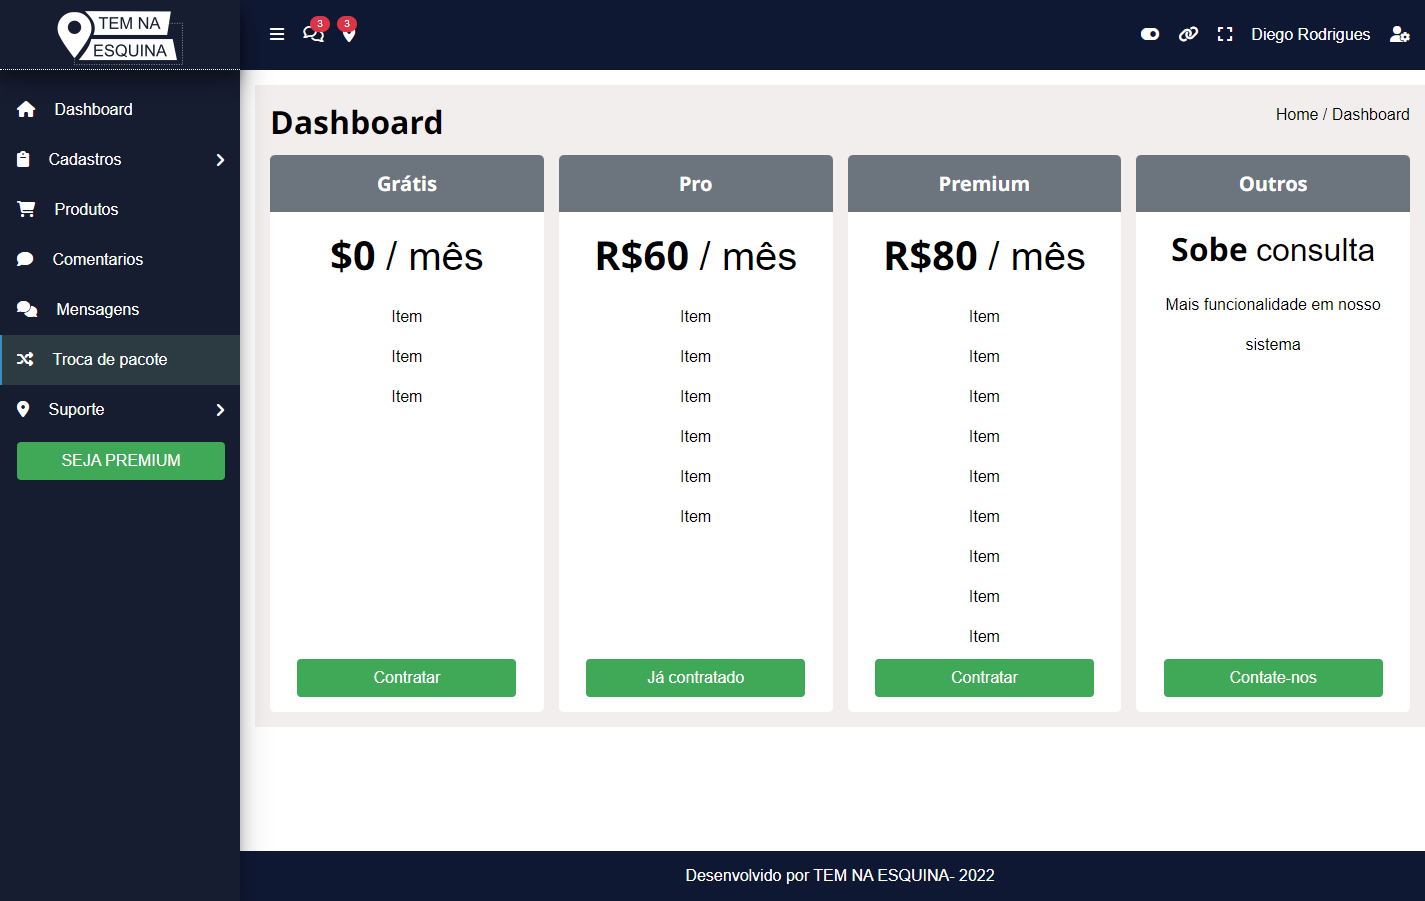 TEM NA
ESQUINA
3
3
Diego Rodrigues
Dashboard
Cadastros
Produtos
Comentarios
Mensagens
Troca de pacote
Suporte
SEJA PREMIUM
Dashboard
Home / Dashboard
Grátis
$0 / mês
Item
Item
Item
Contratar
Pro
R$60 / mês
Item
Item
Item
Item
Item
Item
Já contratado
Premium
R$80 / mês
Item
Item
Item
Item
Item
Item
Item
Item
Item
Contratar
Outros
Sobe consulta
Mais funcionalidade em nosso
sistema
Contate-nos
Desenvolvido por TEM NA ESQUINA- 2022